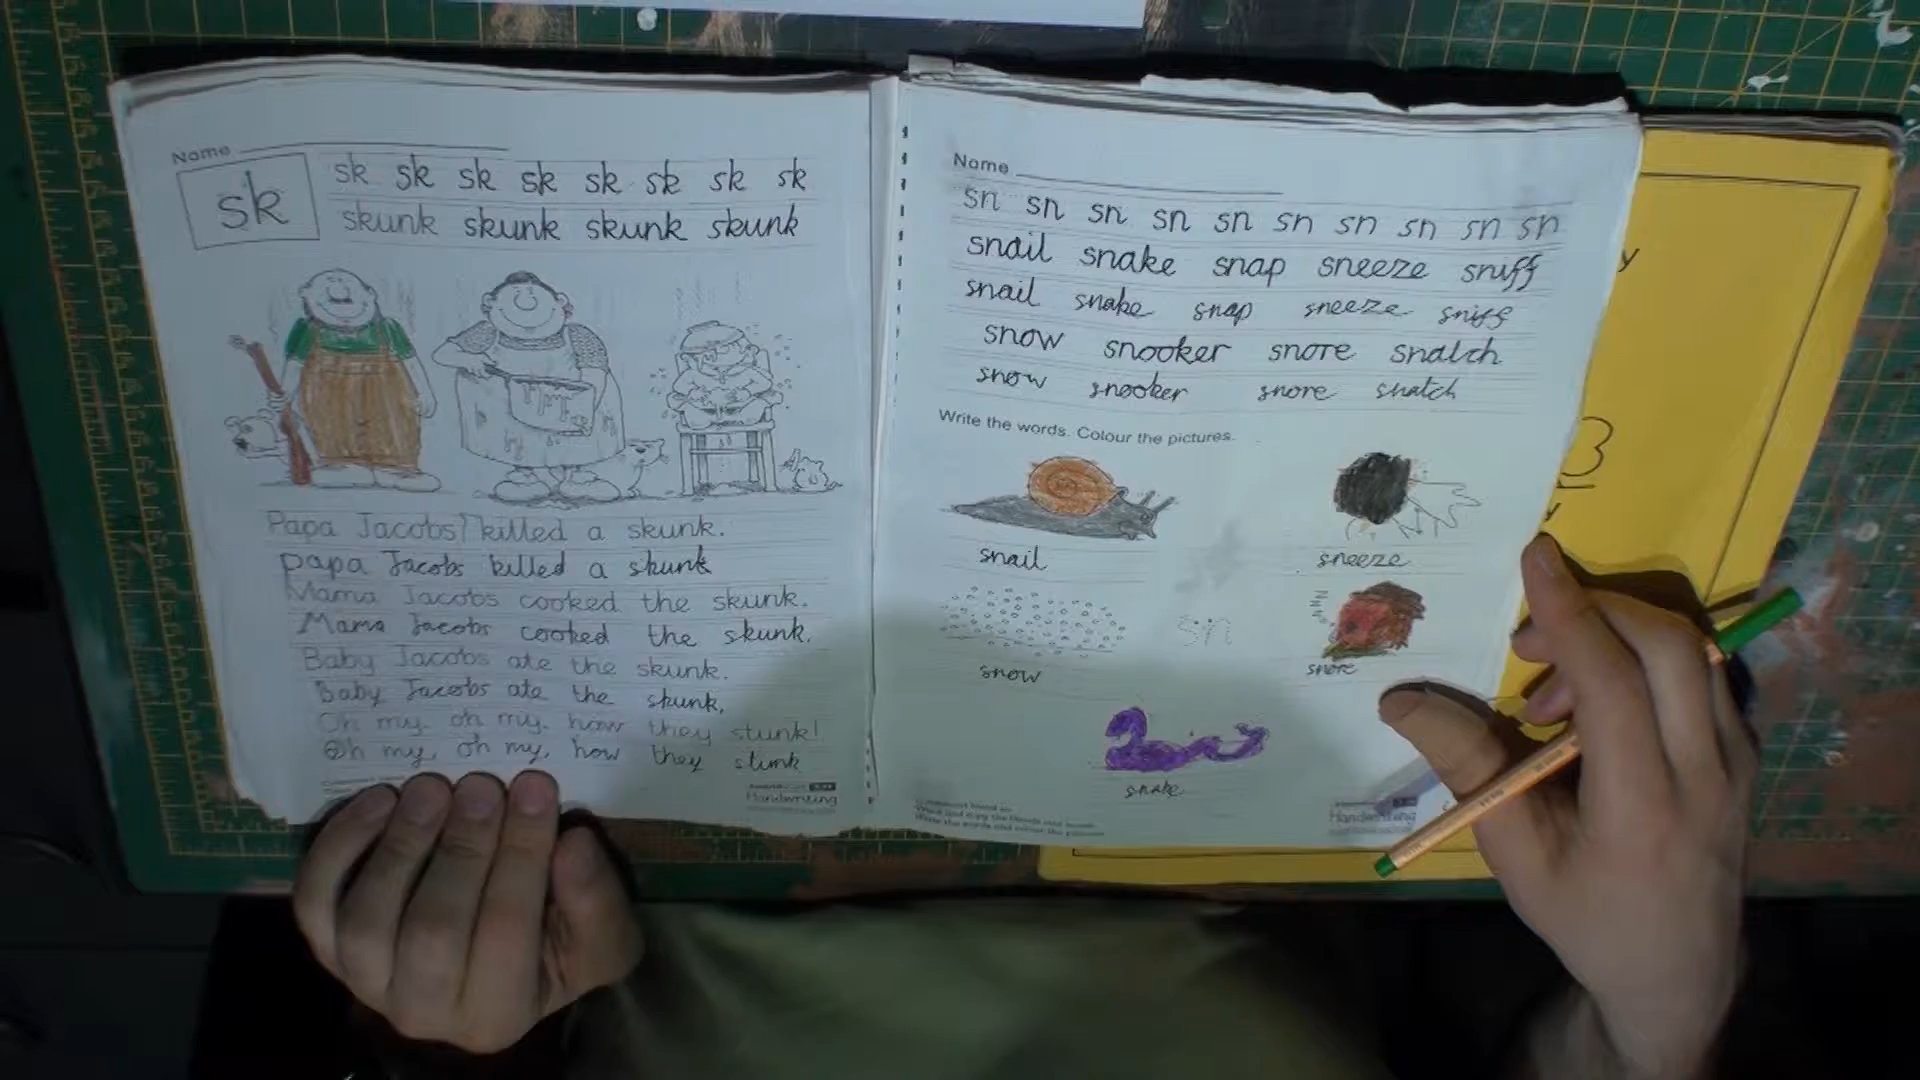 Name
sk
sk sk sk sk sk sk sk sk
skunk skunk skunk skunk
Papa Jacobs killed a skunk.
papa Jacobs killed a skunk
Mama Jacobs cooked the skunk.
Mama Jacobs cooked the skunk.
Baby Jacobs ate the skunk.
Baby Jacobs ate the skunk,
Oh my, oh my, how they stunk!
Oh my, oh my, how they stunk
Handwriting
Name
sn sn sn sn sn sn sn sn sn sn
snail snake snap sneeze sniff
snail snake snap sneeze sniff
snow snooker snore snatch
snow snooker snore snatch
Write the words. Colour the pictures.
snail
sneeze
snow
sn
snore
snake
Handwriting
y